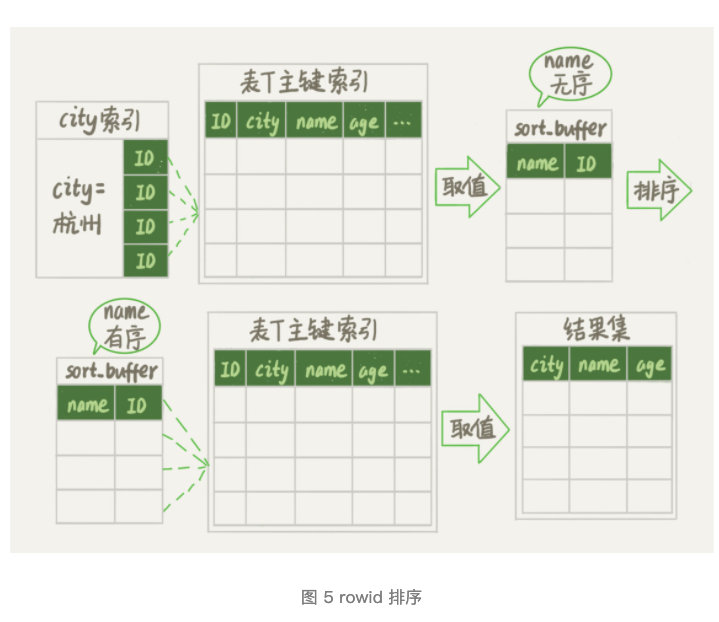 city索引
city=
杭州
ID
ID
ID
ID
表T主键索引
ID city name age ...
取值
name
无序
sort_buffer
name ID
排序
name
有序
sort_buffer
name ID
表T主键索引
ID city name age ...
取值
结果集
city name age
图 5 rowid 排序